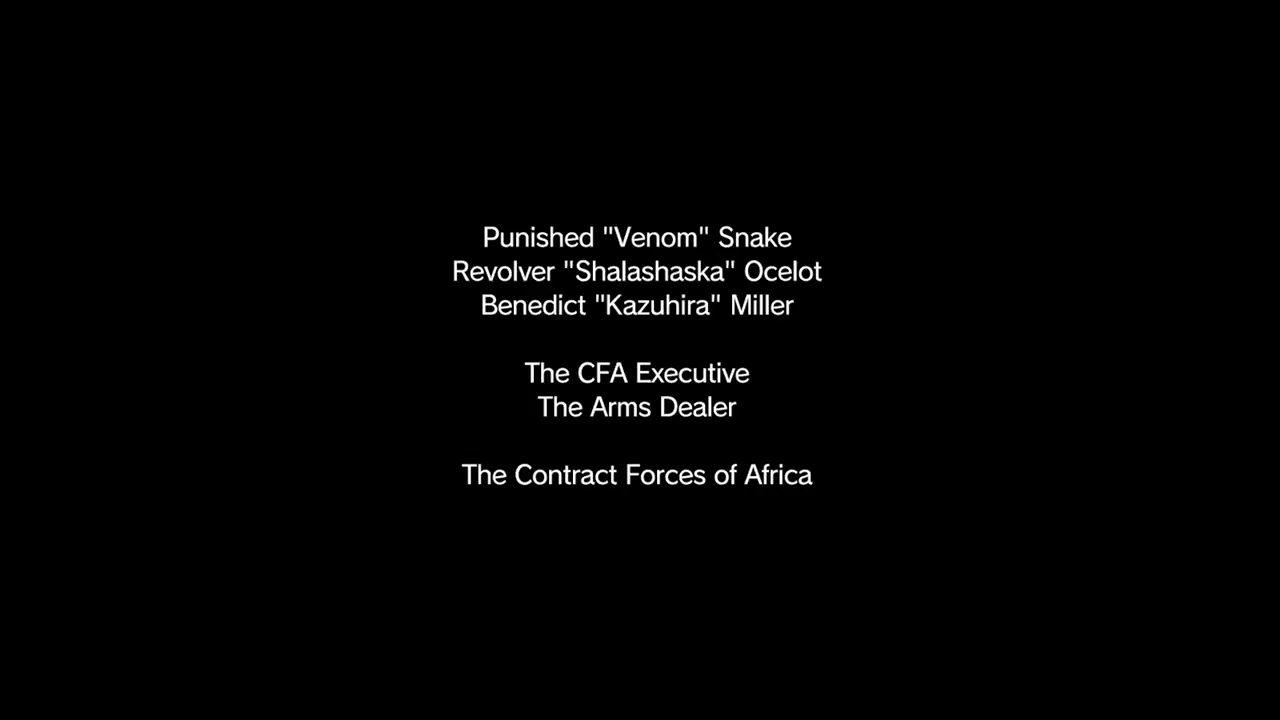 Punished "Venom" Snake
Revolver "Shalashaska" Ocelot
Benedict "Kazuhira" Miller
The CFA Executive
The Arms Dealer
The Contract Forces of Africa